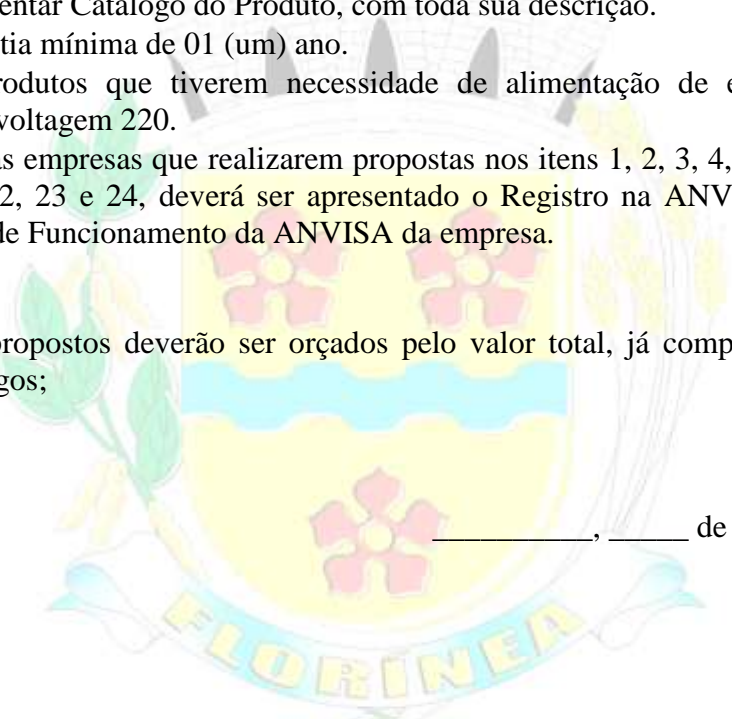 entar Catálogo do Produto, com toda sua descrição.
tia mínima de 01 (um) ano.
rodutos que tiverem necessidade de alimentação de e
voltagem 220.
as empresas que realizarem propostas nos itens 1, 2, 3, 4,
2, 23 e 24, deverá ser apresentado o Registro na ANV
de Funcionamento da ANVISA da empresa.
propostos deverão ser orçados pelo valor total, já comp
gos;
__________, _____ de
FLORÍNEA